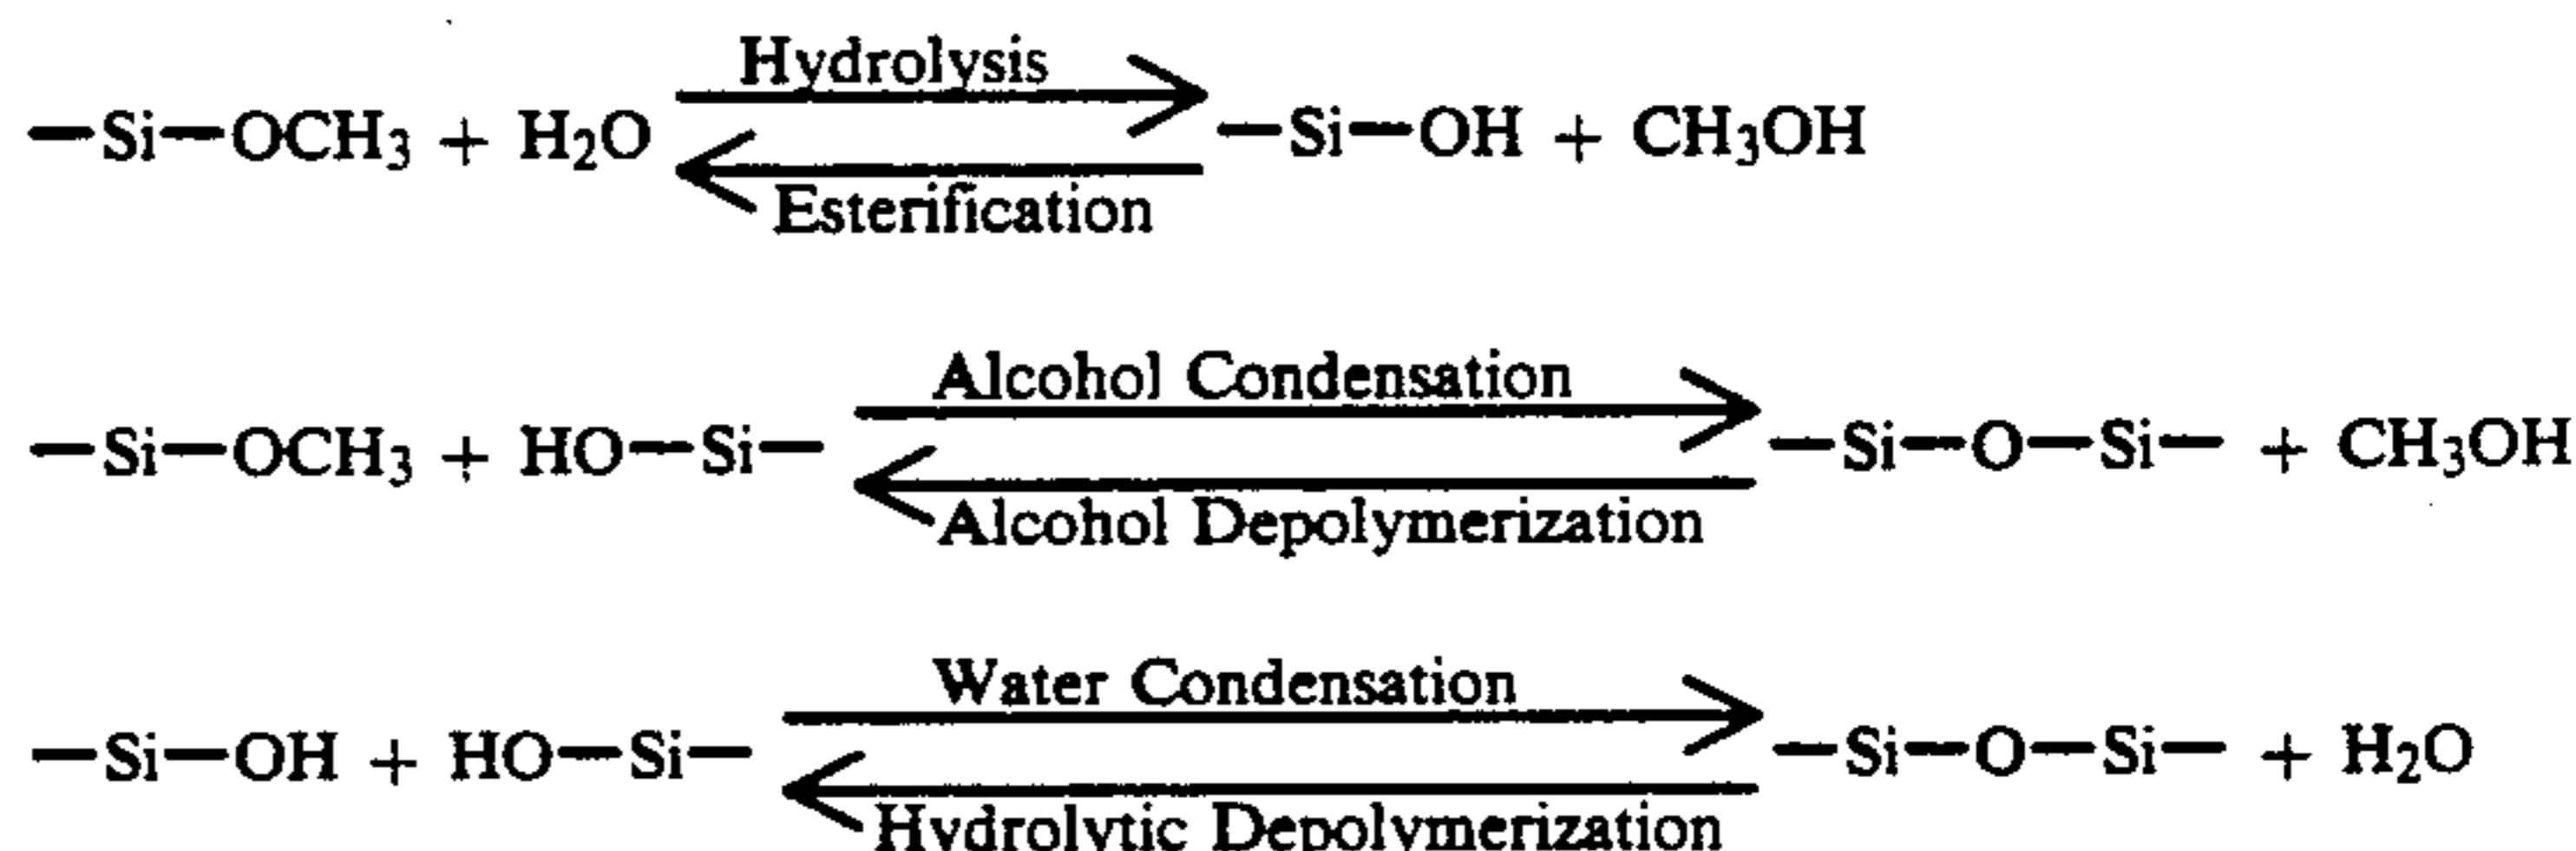 Hydrolysis
—Si—OCH₃ + H₂O —Si—OH + CH₃OH
Esterification
Alcohol Condensation
—Si—OCH₃ + HO—Si— —Si—O—Si— + CH₃OH
Alcohol Depolymerization
Water Condensation
—Si—OH + HO—Si— —Si—O—Si— + H₂O
Hydrolytic Depolymerization